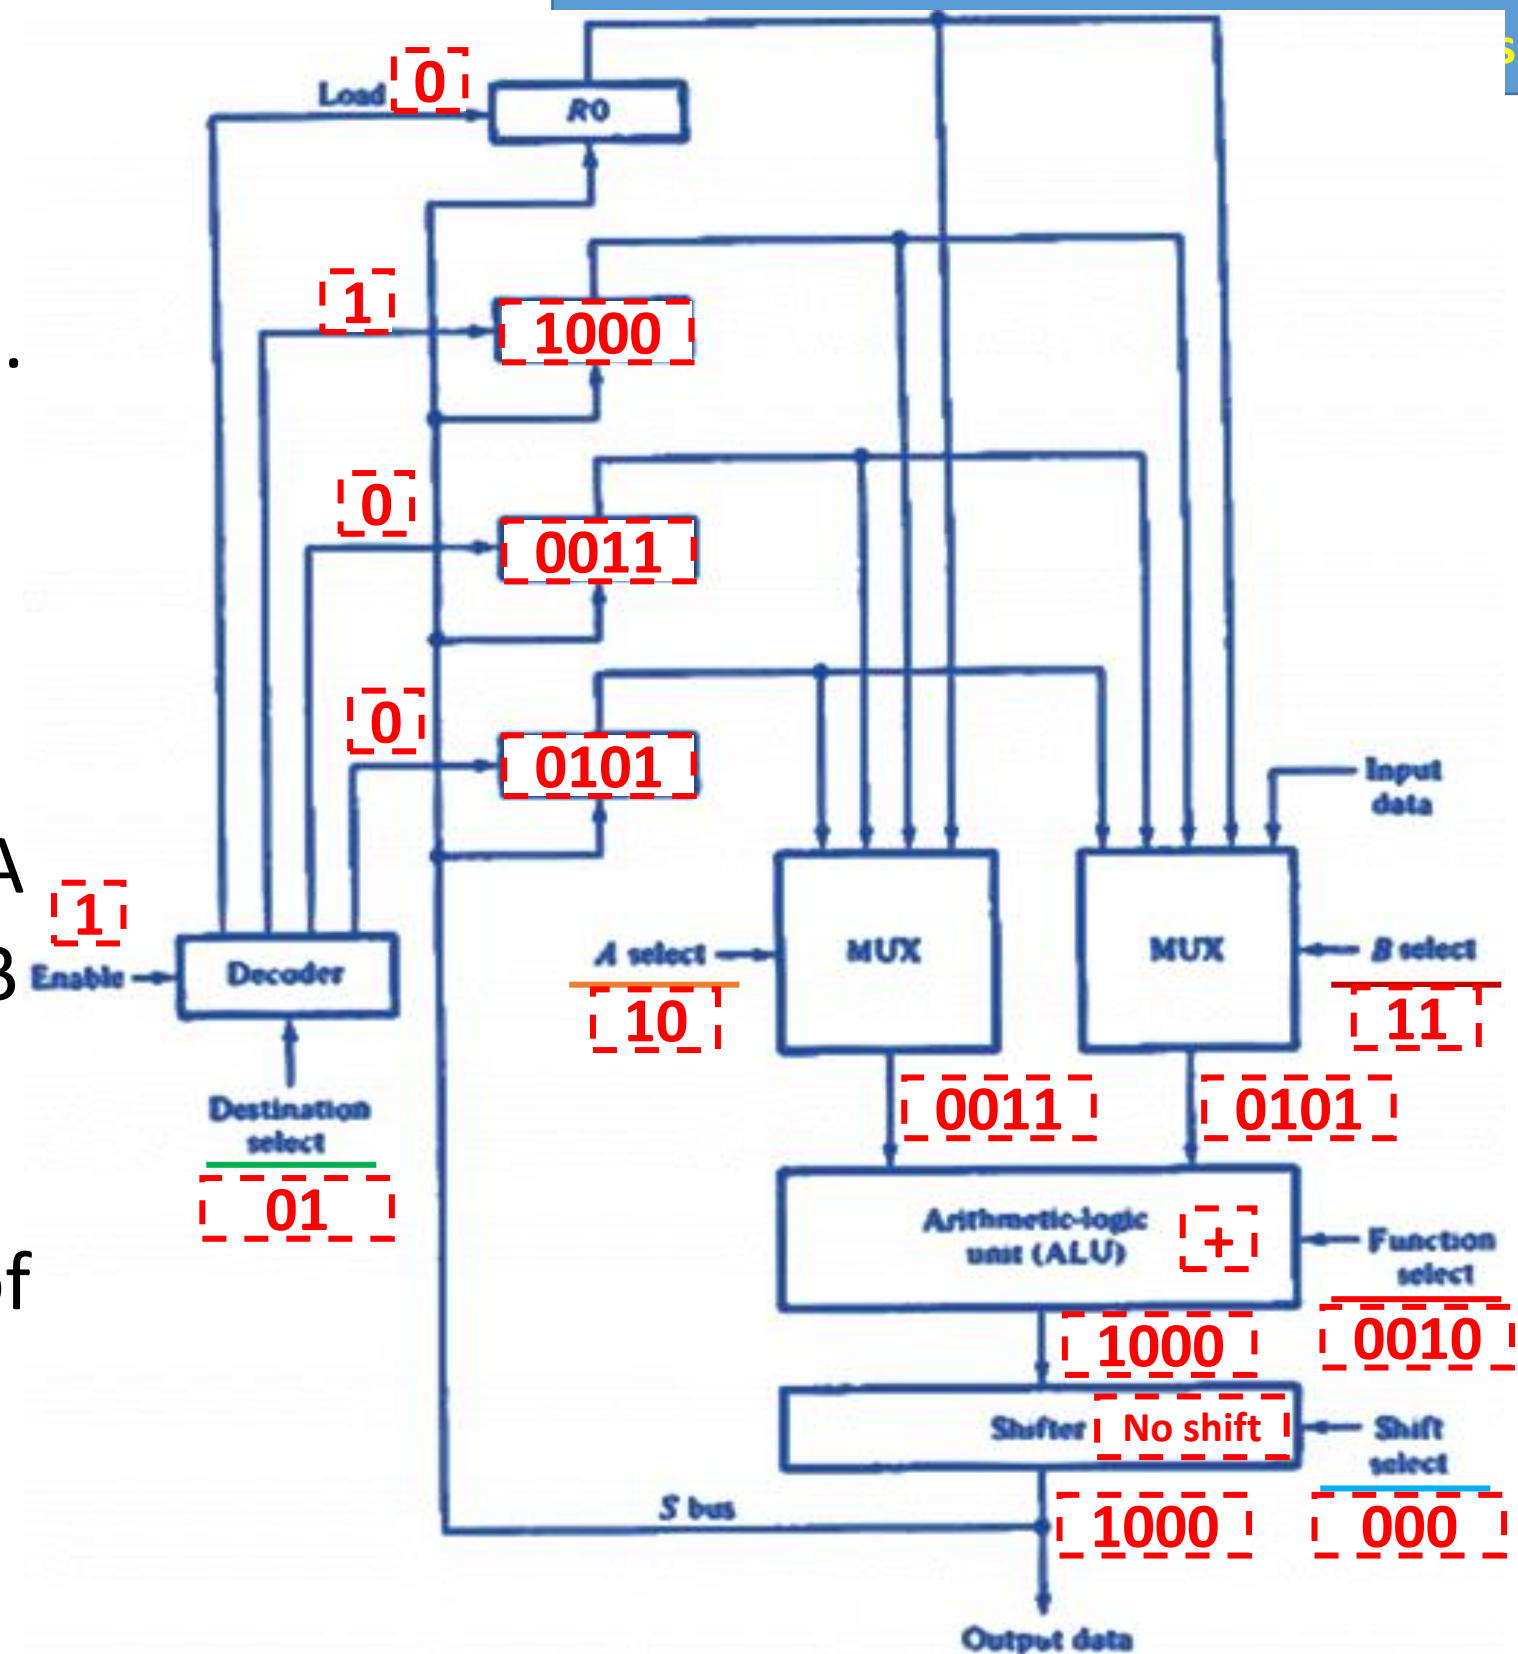 s
Load 0
R0
1
1000
.
0
0011
0
0101
Input
data
A
1
B
Enable
Decoder
A select
MUX
MUX
B select
10
11
Destination
select
0011
0101
01
Arithmetic-logic
unit (ALU)
+
Function
select
of
1000
0010
Shifter
No shift
Shift
select
S bus
1000
000
Output data